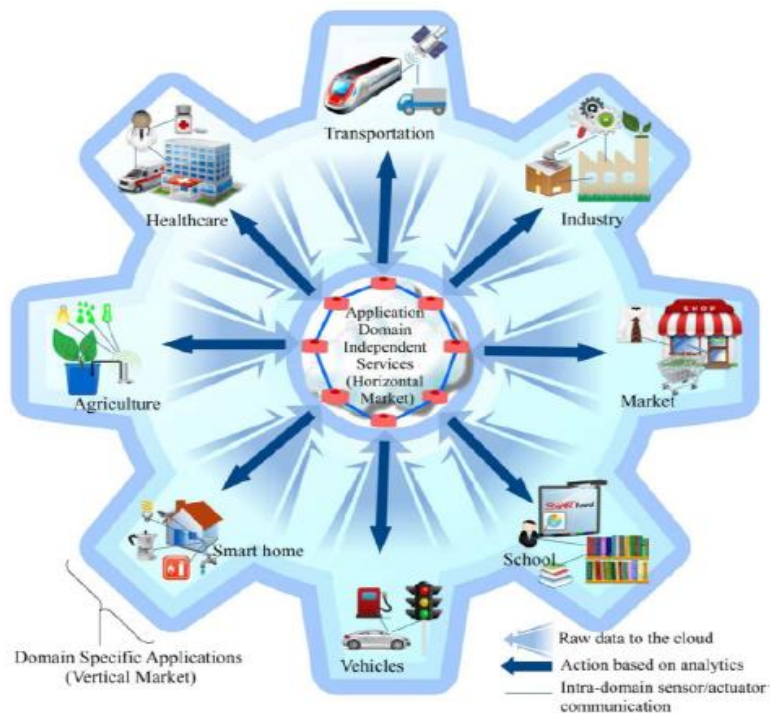 Transportation
Healthcare
Industry
SHOP
Application
Domain
Independent
Services
(Horizontal
Market)
Agriculture
Market
Smart home
School
Vehicles
Domain Specific Applications
(Vertical Market)
Raw data to the cloud
Action based on analytics
Intra-domain sensor/actuator
communication